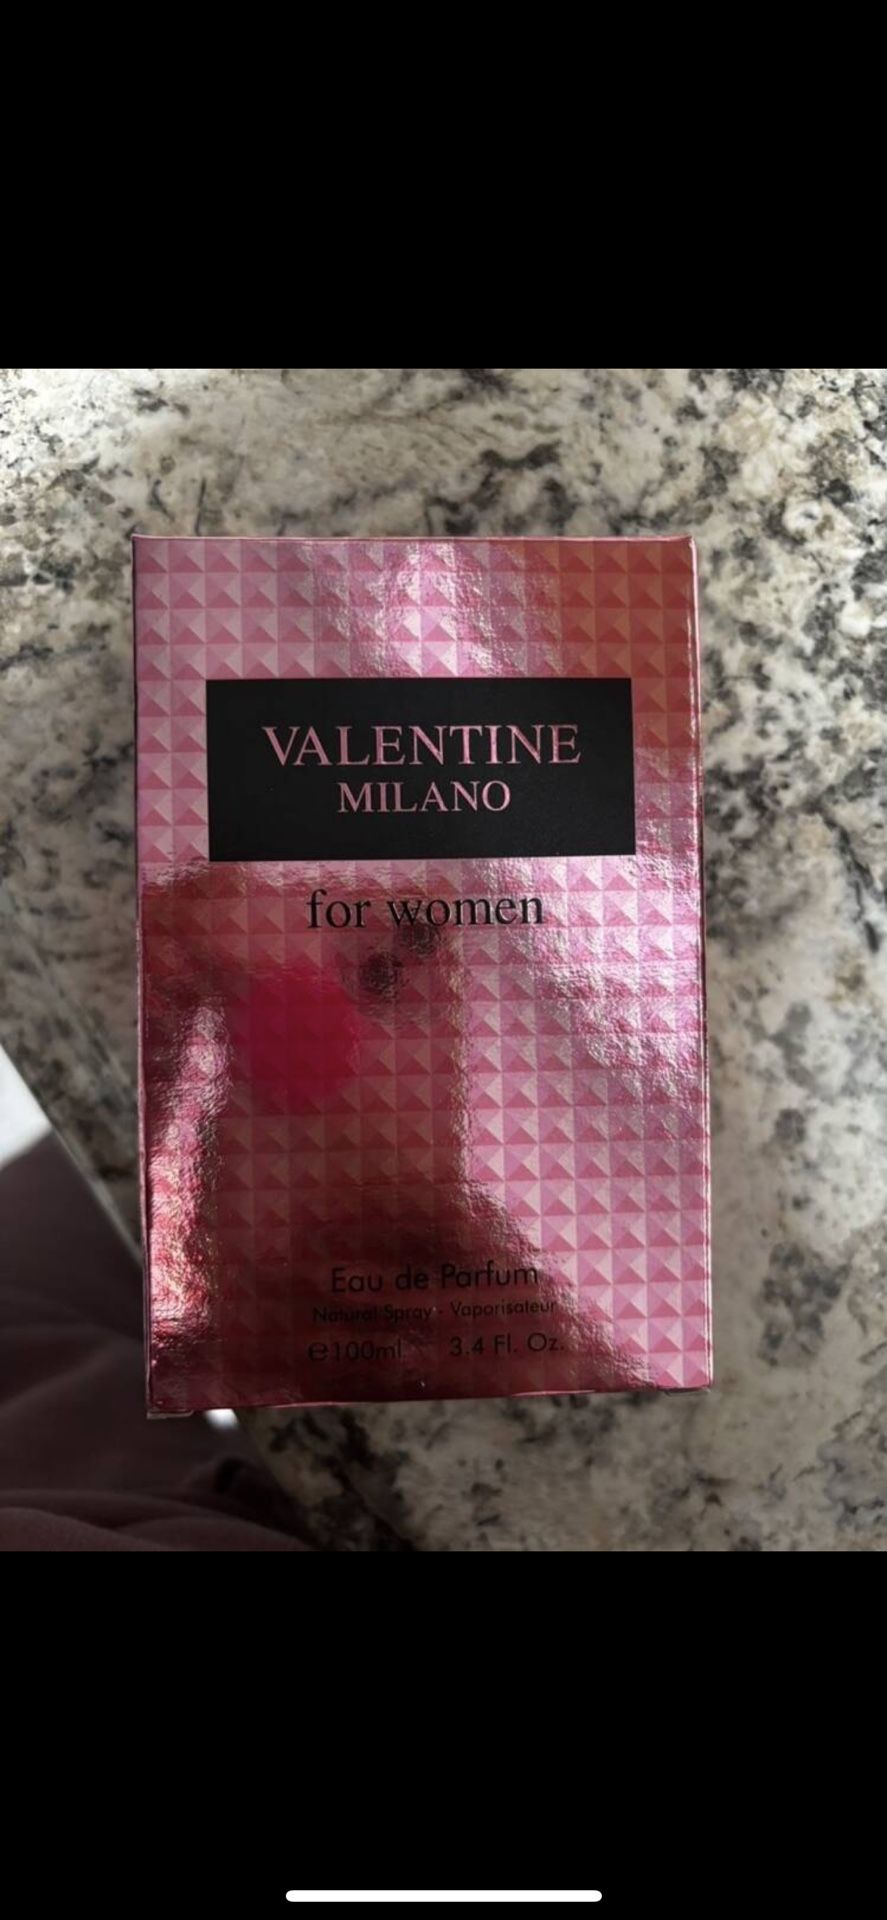 VALENTINE
MILANO
for women
Eau de Parfum
Natural Spray - Vaporisateur
℮100ml 3.4 Fl. Oz.